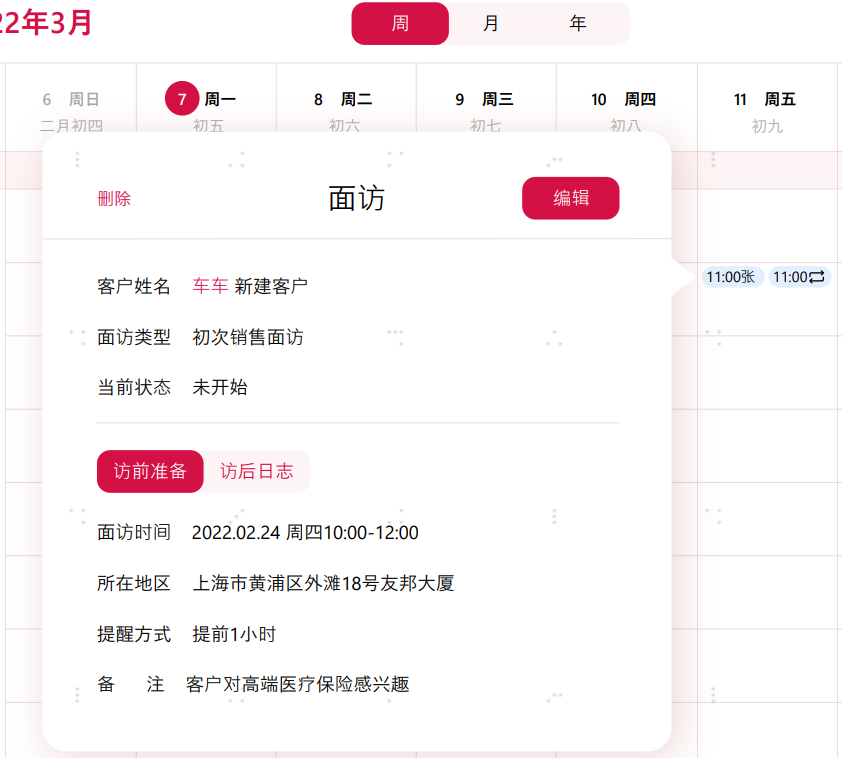 22年3月
周 月 年
6 周日 7 周一 8 周二 9 周三 10 周四 11 周五
二月初四 初五 初六 初七 初八 初九
删除 面访 编辑
11:00张 11:00
客户姓名 车车 新建客户
面访类型 初次销售面访
当前状态 未开始
访前准备 访后日志
面访时间 2022.02.24 周四10:00-12:00
所在地区 上海市黄浦区外滩18号友邦大厦
提醒方式 提前1小时
备 注 客户对高端医疗保险感兴趣